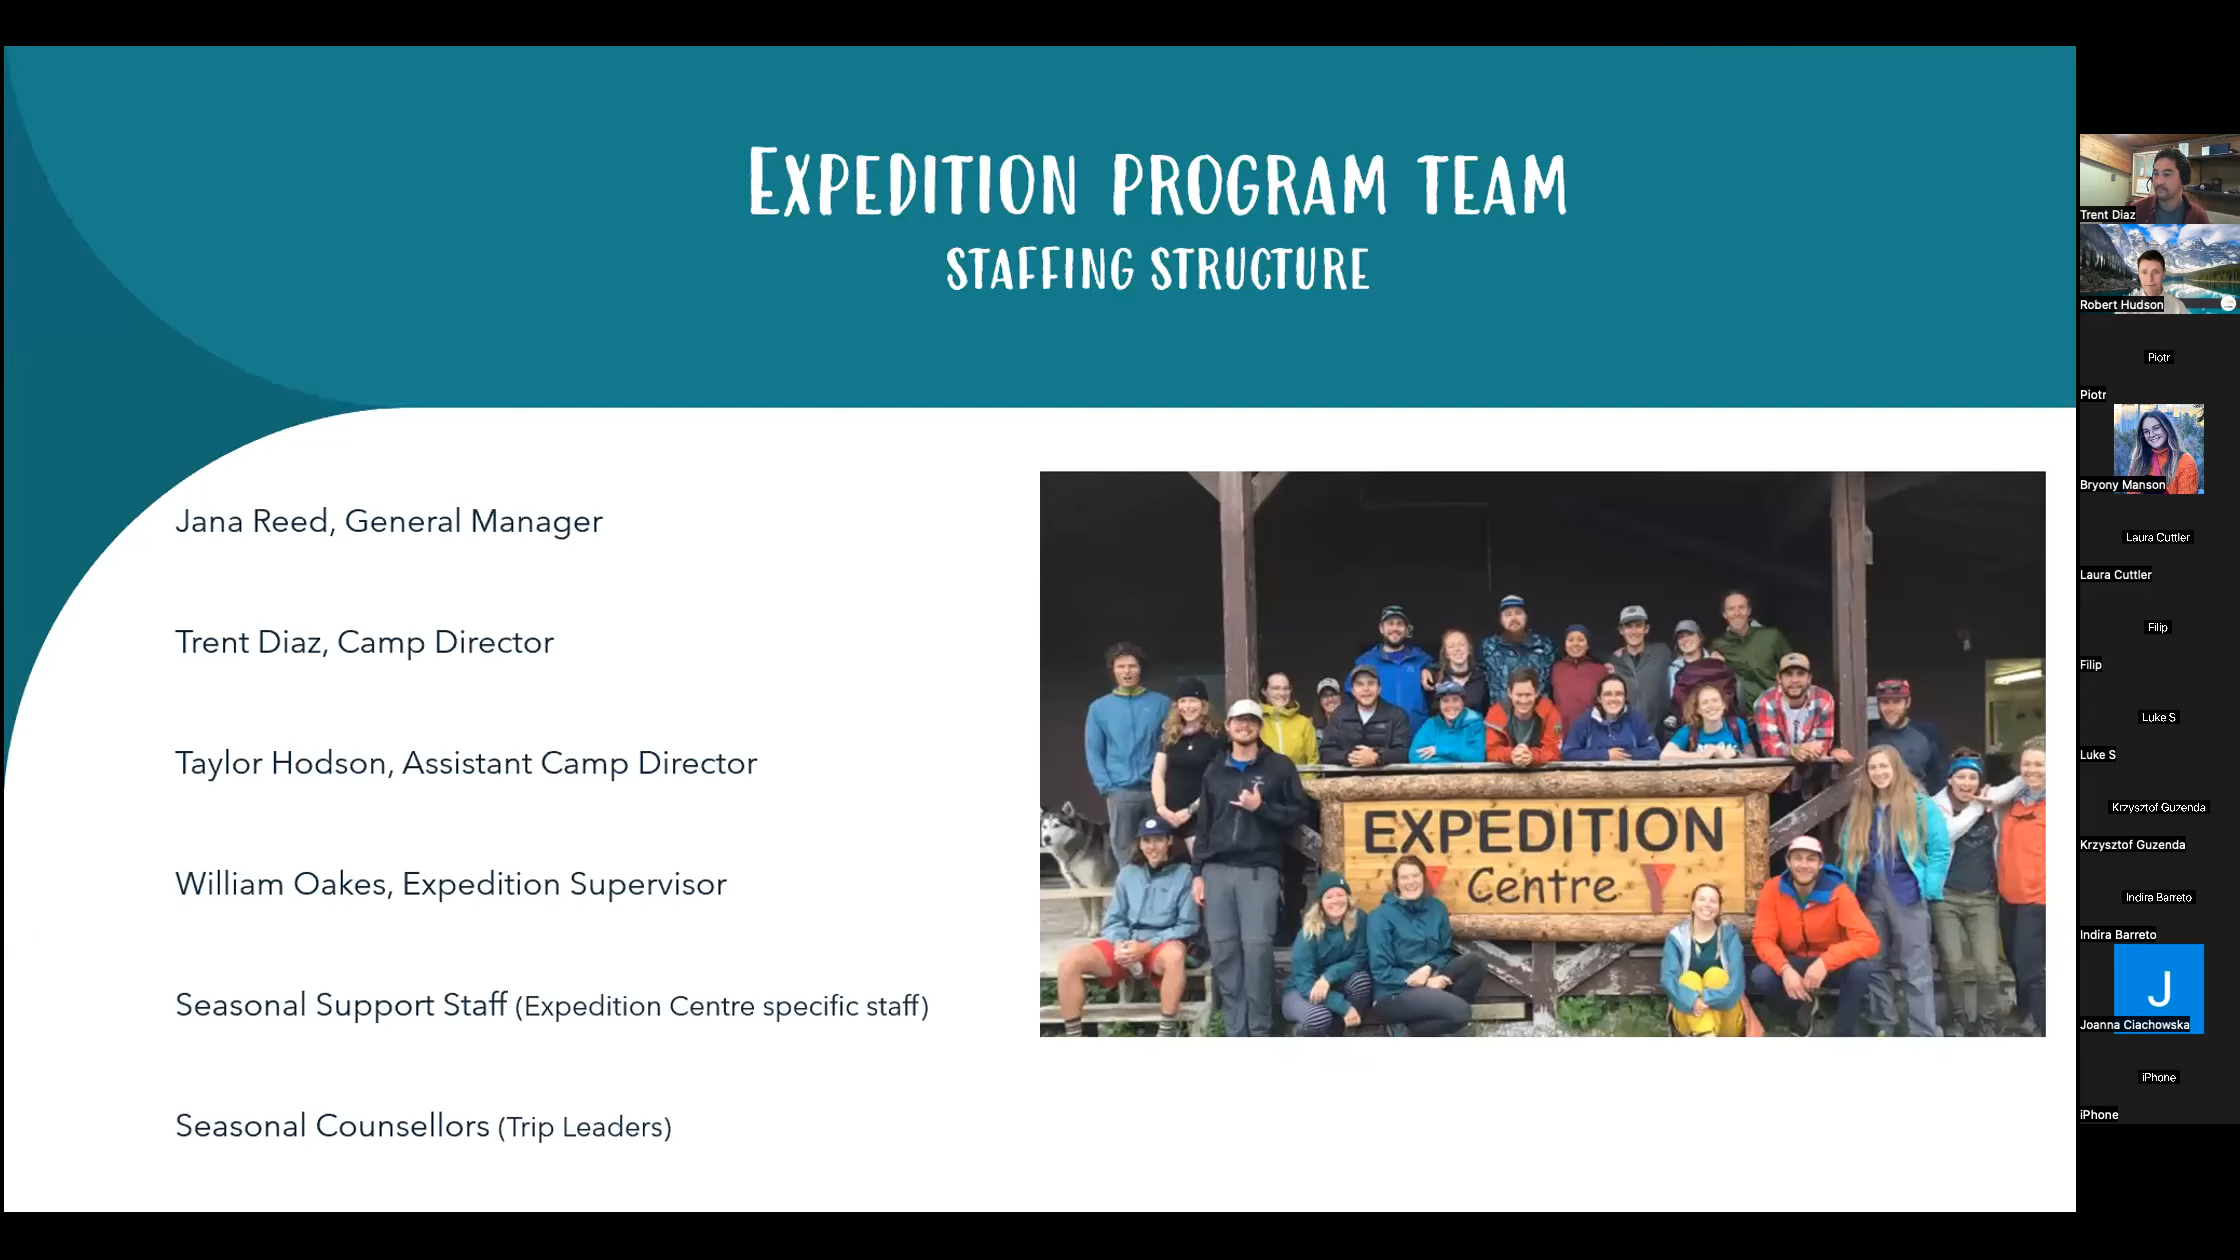 EXPEDITION PROGRAM TEAM
STAFFING STRUCTURE
Jana Reed, General Manager
Trent Diaz, Camp Director
Taylor Hodson, Assistant Camp Director
William Oakes, Expedition Supervisor
Seasonal Support Staff (Expedition Centre specific staff)
Seasonal Counsellors (Trip Leaders)
EXPEDITION
Centre
Trent Diaz
Robert Hudson
Piotr
Piotr
Bryony Manson
Laura Cuttler
Laura Cuttler
Filip
Filip
Luke S
Luke S
Krzysztof Guzenda
Krzysztof Guzenda
Indira Barreto
Indira Barreto
J
Joanna Ciachowska
iPhone
iPhone